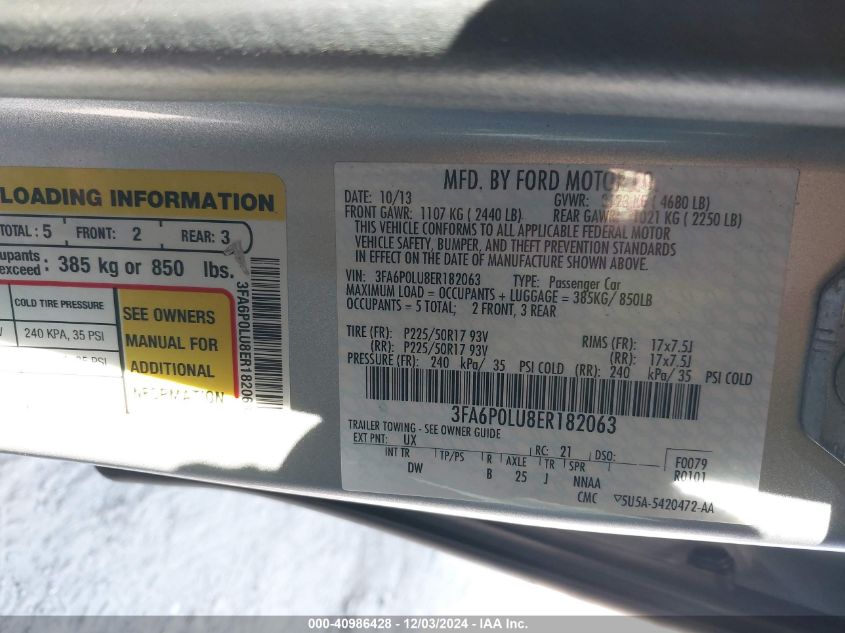 LOADING INFORMATION
TOTAL: 5 FRONT: 2 REAR: 3
385 kg or 850 lbs.
COLD TIRE PRESSURE
240 KPA, 35 PSI
35 PSI
SEE OWNERS
MANUAL FOR
ADDITIONAL
INFORMATION
3FA6P0LU8ER18206
MFD. BY FORD MOTOR CO.
DATE: 10/13 GVWR: KG ( 4680 LB)
FRONT GAWR: 1107 KG ( 2440 LB) REAR GAWR: 1021 KG ( 2250 LB)
THIS VEHICLE CONFORMS TO ALL APPLICABLE FEDERAL MOTOR
VEHICLE SAFETY, BUMPER, AND THEFT PREVENTION STANDARDS
IN EFFECT ON THE DATE OF MANUFACTURE SHOWN ABOVE.
VIN: 3FA6P0LU8ER182063 TYPE: Passenger Car
MAXIMUM LOAD = OCCUPANTS + LUGGAGE = 385KG/ 850LB
OCCUPANTS = 5 TOTAL; 2 FRONT, 3 REAR
TIRE (FR): P225/50R17 93V RIMS (FR): 17x7.5J
(RR): P225/50R17 93V (RR): 17x7.5J
PRESSURE (FR): 240 kPa/ 35 PSI COLD (RR): 240 kPa/ 35 PSI COLD
3FA6P0LU8ER182063
TRAILER TOWING - SEE OWNER GUIDE
EXT PNT: UX RC: 21 DSO: F0079
INT TR TP/PS R AXLE TR SPR R0101
DW B 25 J NNAA
CMC 5U5A-5420472-AA
000-40986428 - 12/03/2024 - IAAI.COM